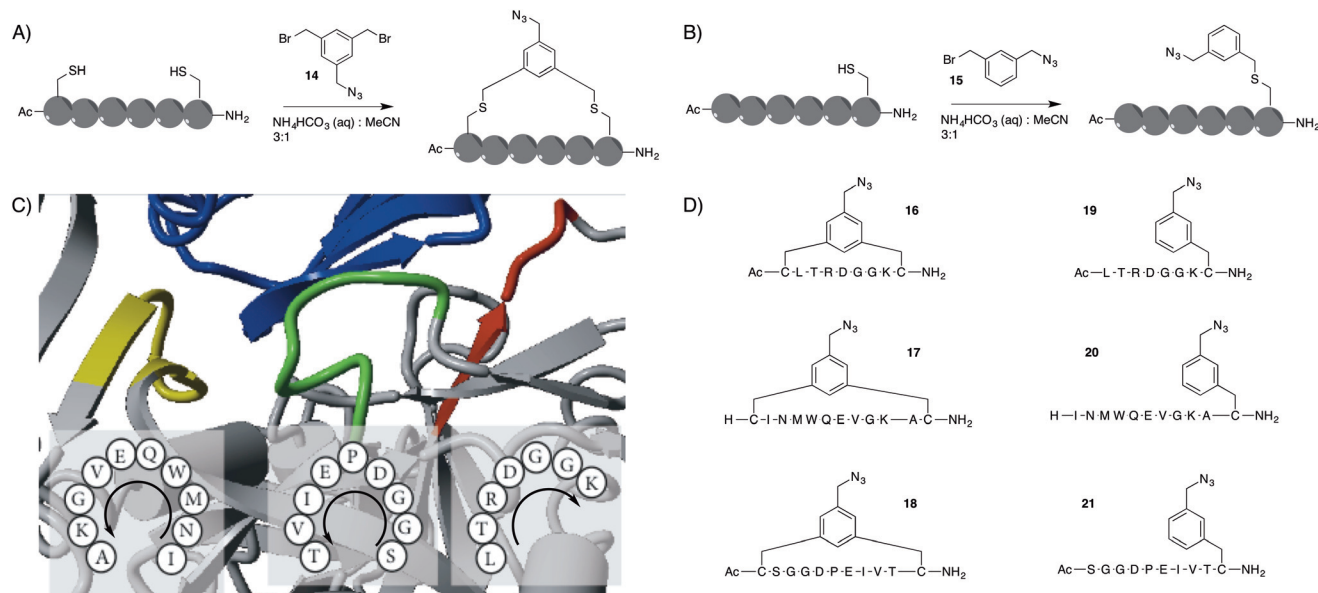 A)
SH
HS
Ac
NH2
Br
Br
14
N3
NH4HCO3 (aq) : MeCN
3:1
N3
S
S
Ac
NH2
B)
HS
Ac
NH2
Br
N3
15
NH4HCO3 (aq) : MeCN
3:1
N3
S
Ac
NH2
C)
A K G V E Q W M N I
T V I E P D G G S
L T R D G G K
D)
N3
16
Ac-C-L-T-R-D-G-G-K-C-NH2
N3
19
Ac-L-T-R-D-G-G-K-C-NH2
N3
17
H-C-I-N-M-W-Q-E-V-G-K-A-C-NH2
N3
20
H-I-N-M-W-Q-E-V-G-K-A-C-NH2
N3
18
Ac-C-S-G-G-D-P-E-I-V-T-C-NH2
N3
21
Ac-S-G-G-D-P-E-I-V-T-C-NH2